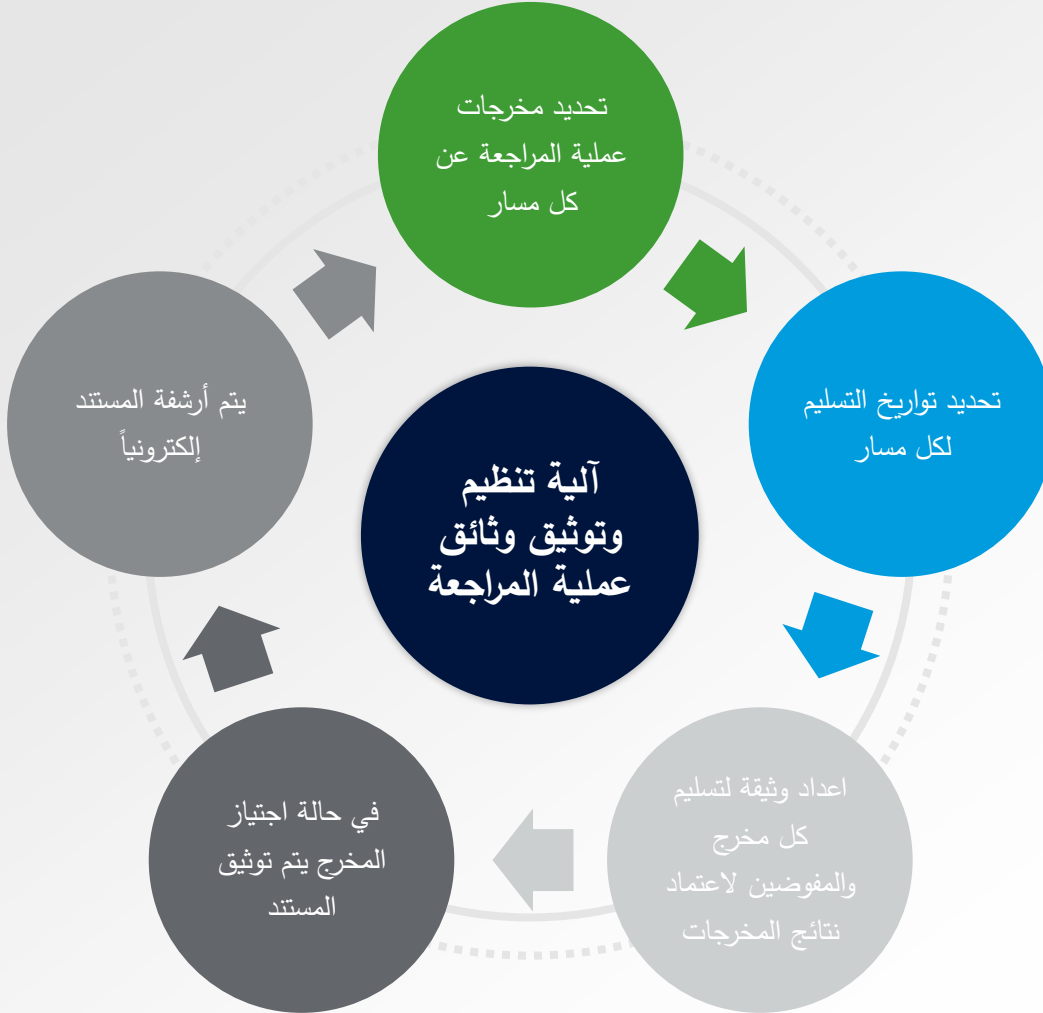 تحديد مخرجات
عملية المراجعة عن
كل مسار
تحديد تواريخ التسليم
لكل مسار
اعداد وثيقة لتسليم
كل مخرج
والمفوضين لاعتماد
نتائج المخرجات
في حالة اجتياز
المخرج يتم توثيق
المستند
يتم أرشفة المستند
إلكترونياً
آلية تنظيم
وتوثيق وثائق
عملية المراجعة